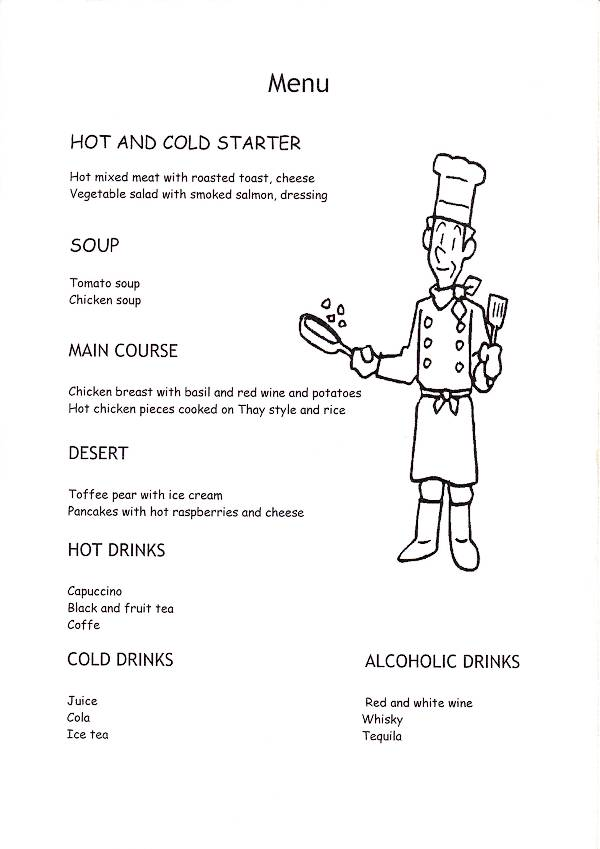 Menu
HOT AND COLD STARTER
Hot mixed meat with roasted toast, cheese
Vegetable salad with smoked salmon, dressing
SOUP
Tomato soup
Chicken soup
MAIN COURSE
Chicken breast with basil and red wine and potatoes
Hot chicken pieces cooked on Thay style and rice
DESERT
Toffee pear with ice cream
Pancakes with hot raspberries and cheese
HOT DRINKS
Capuccino
Black and fruit tea
Coffe
COLD DRINKS
Juice
Cola
Ice tea
ALCOHOLIC DRINKS
Red and white wine
Whisky
Tequila